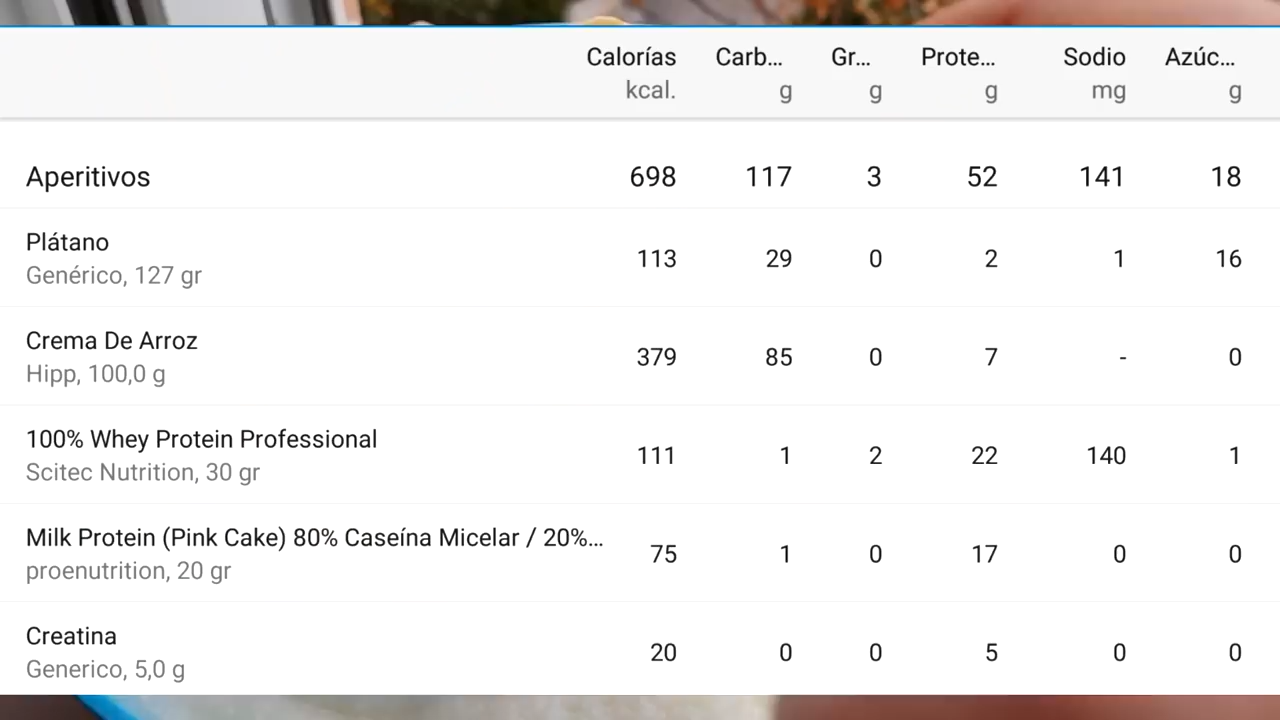 Calorías Carb... Gr... Prote... Sodio Azúc...
kcal. g g g mg g
Aperitivos 698 117 3 52 141 18
Plátano
Genérico, 127 gr
113 29 0 2 1 16
Crema De Arroz
Hipp, 100,0 g
379 85 0 7 - 0
100% Whey Protein Professional
Scitec Nutrition, 30 gr
111 1 2 22 140 1
Milk Protein (Pink Cake) 80% Caseína Micelar / 20%...
proenutrition, 20 gr
75 1 0 17 0 0
Creatina
Generico, 5,0 g
20 0 0 5 0 0